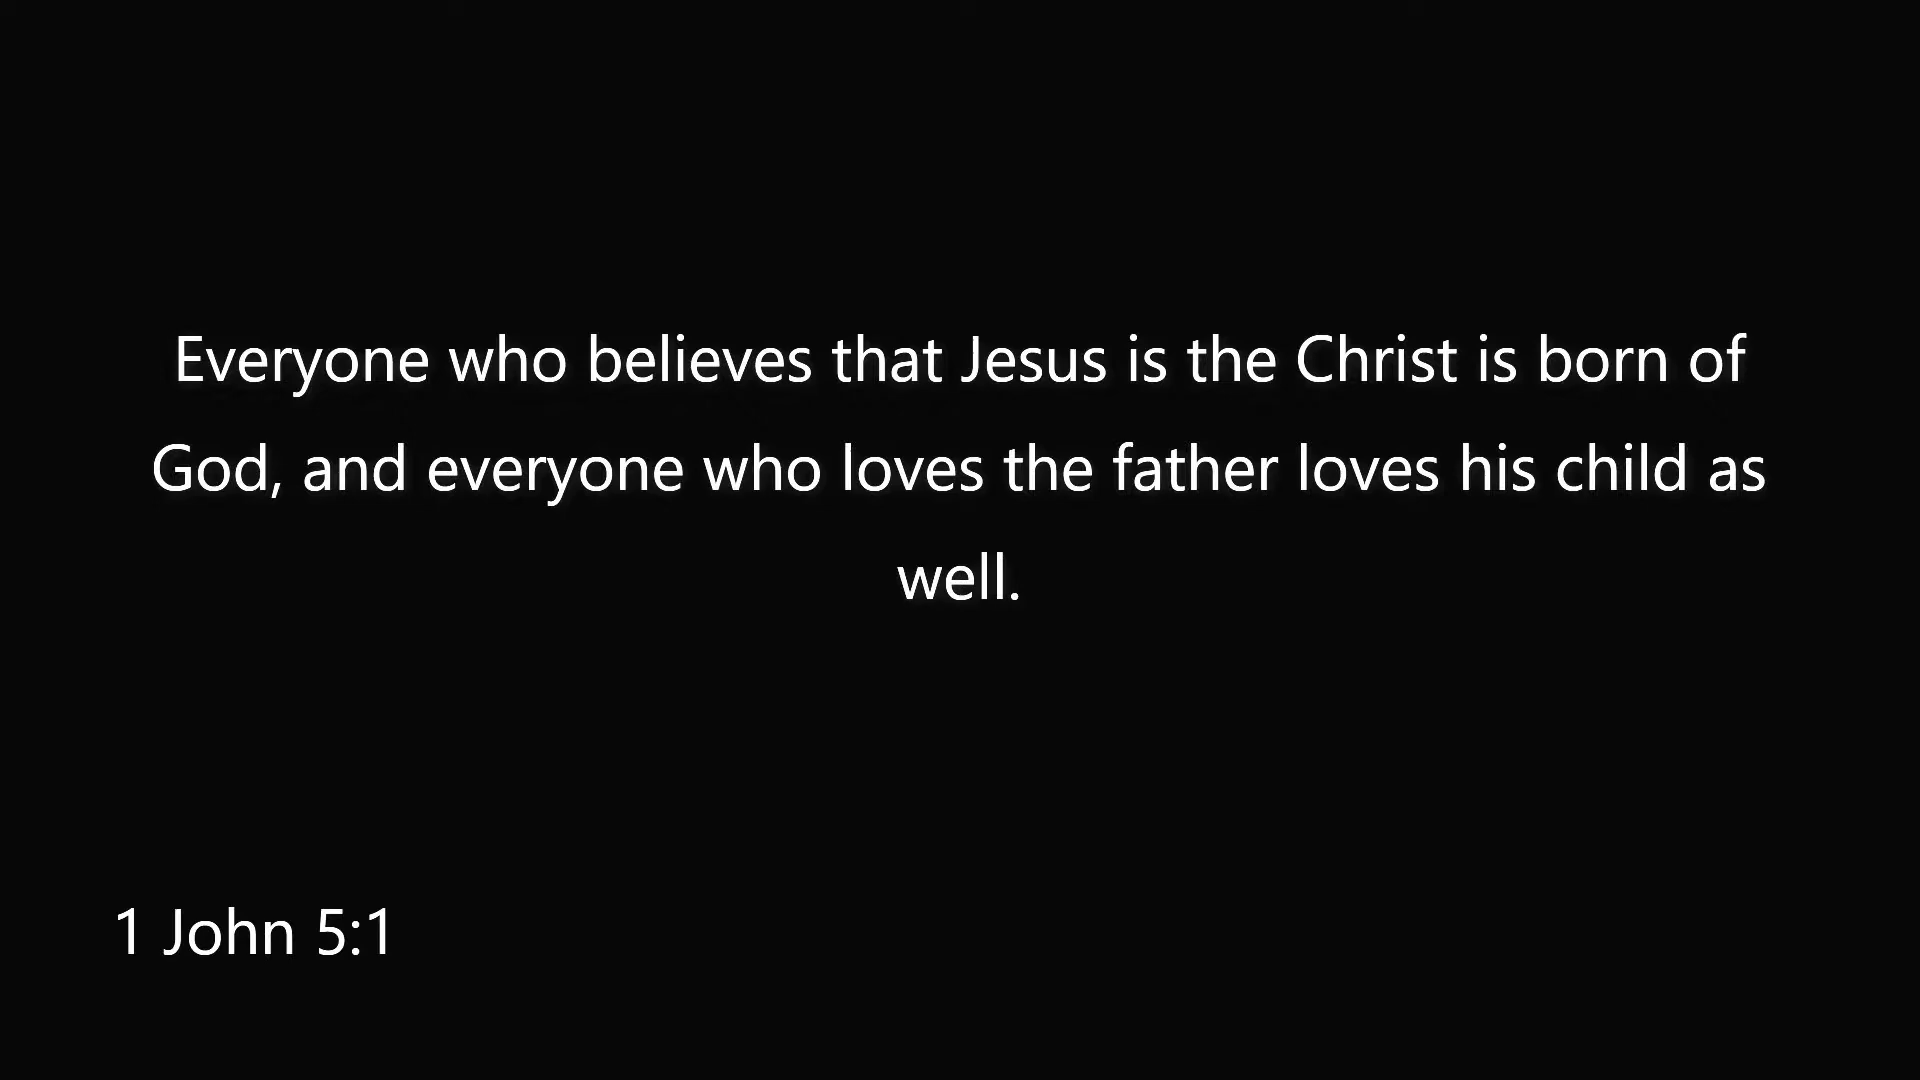 Everyone who believes that Jesus is the Christ is born of
God, and everyone who loves the father loves his child as
well.
1 John 5:1